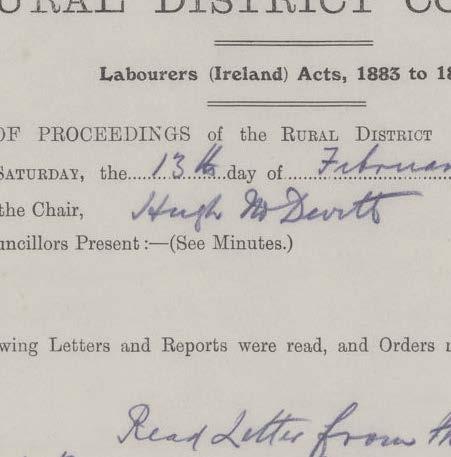 RURAL DISTRICT CO
Labourers (Ireland) Acts, 1883 to 18
OF PROCEEDINGS of the RURAL DISTRICT
SATURDAY, the....13th..day of ....Februar
the Chair, Hugh McDevitt
uncillors Present:—(See Minutes.)
wing Letters and Reports were read, and Orders
Read Letter from th